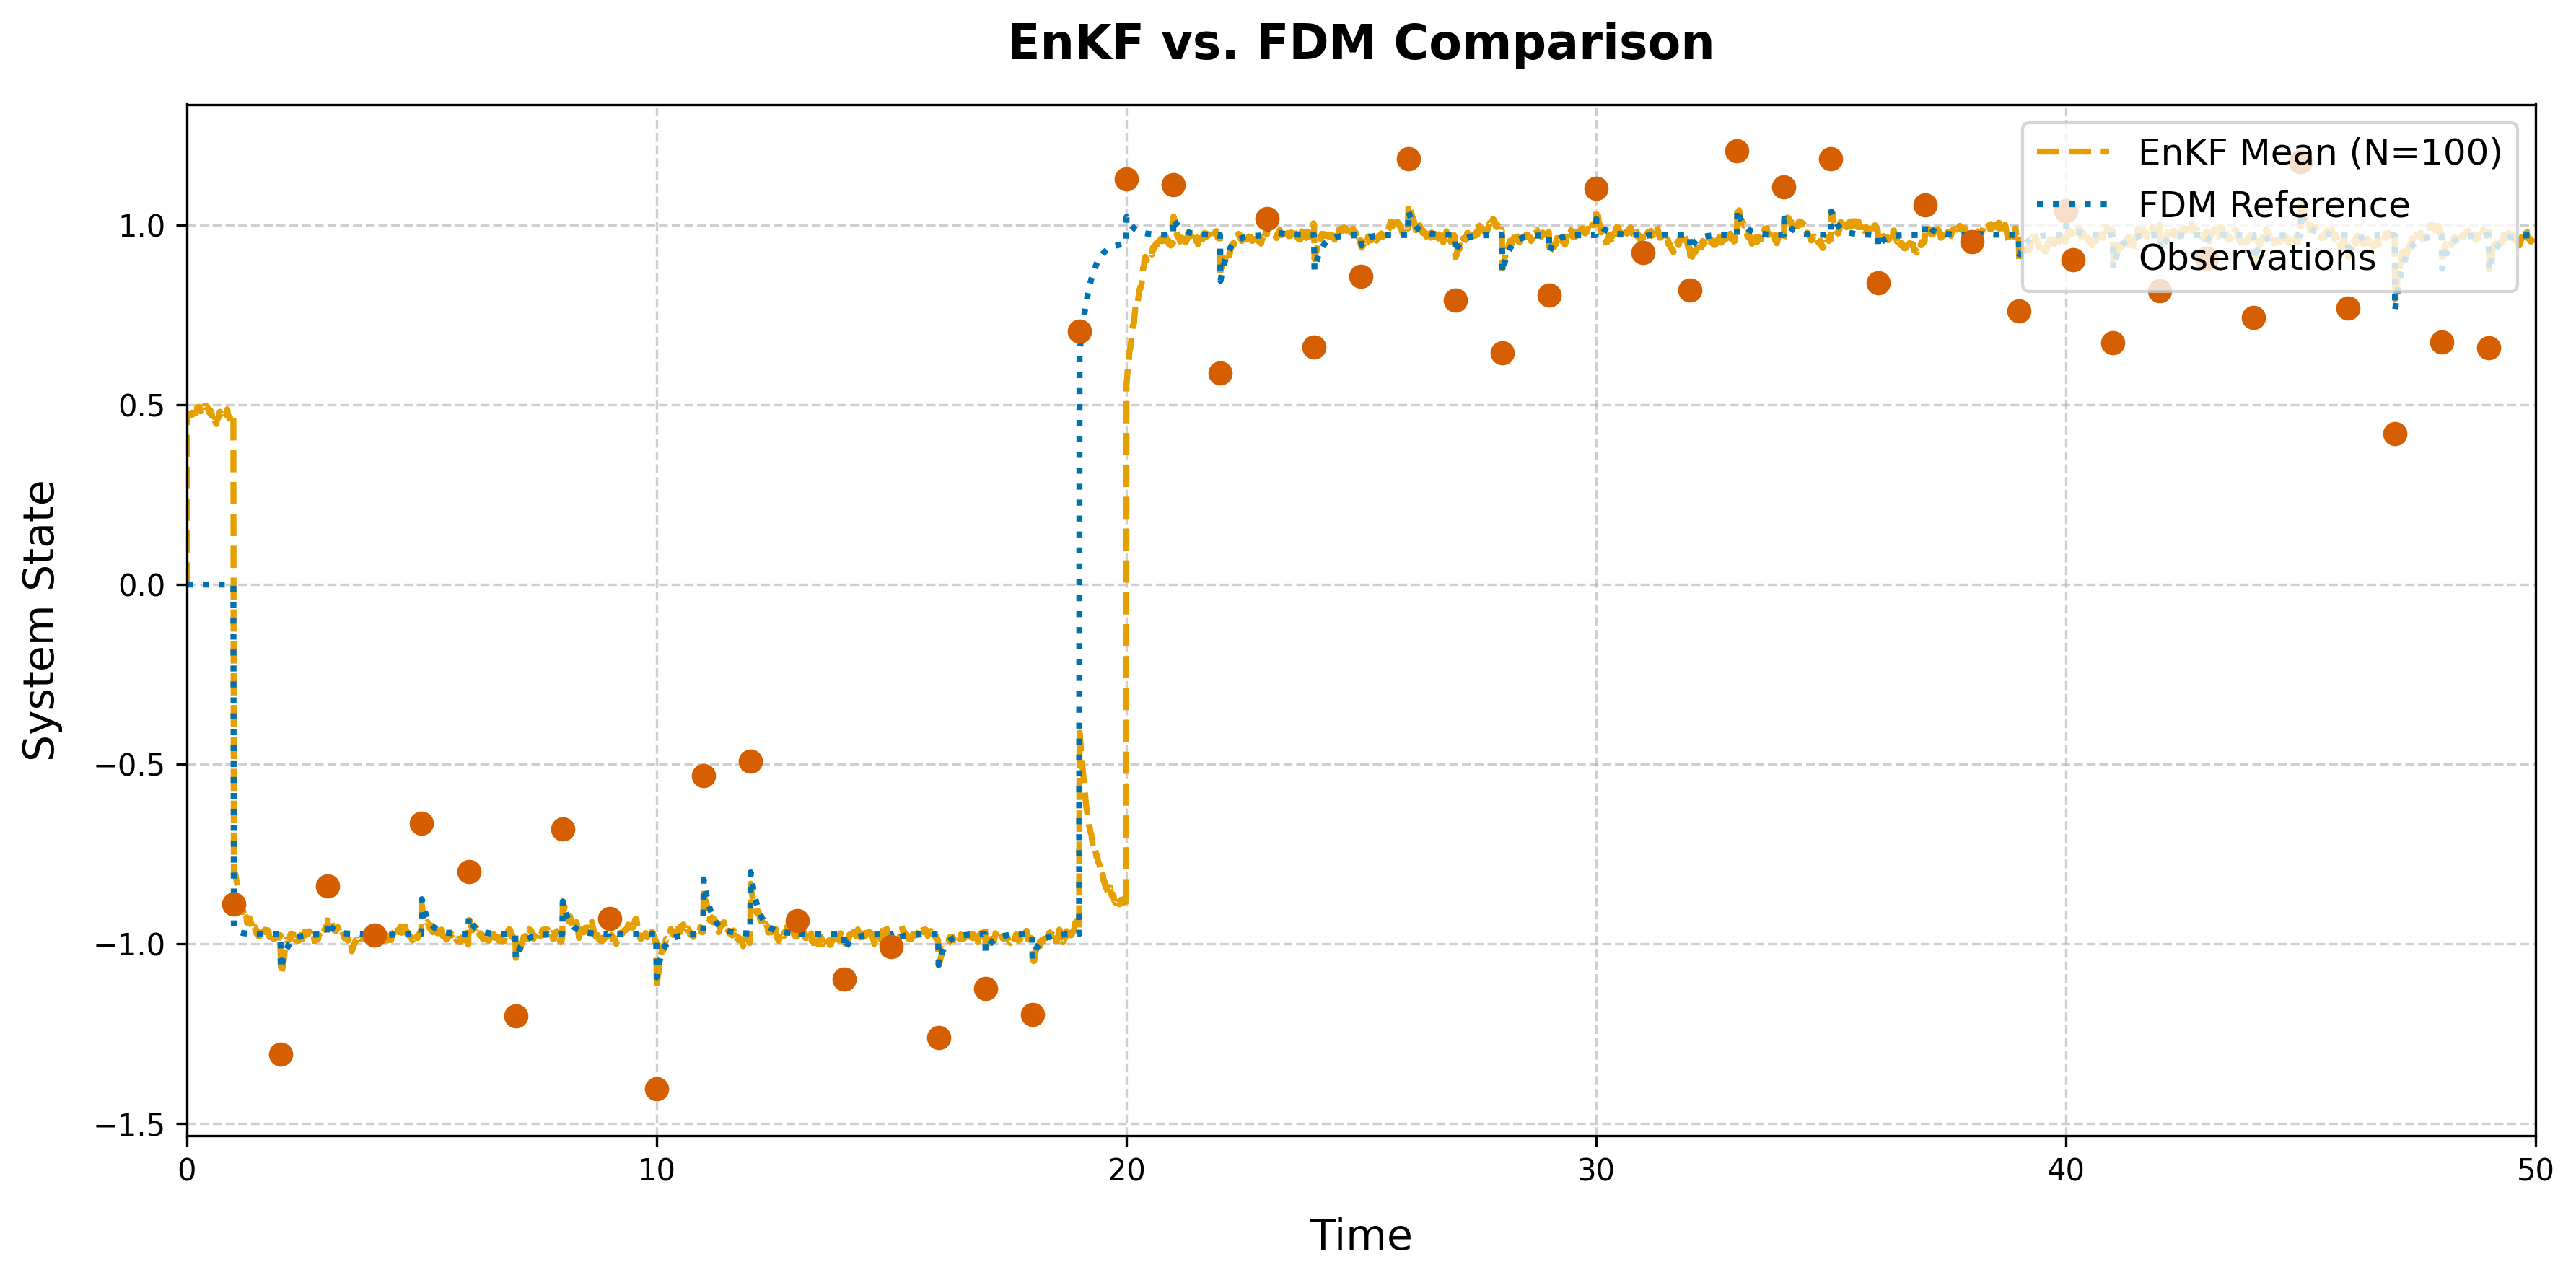 EnKF vs. FDM Comparison
EnKF Mean (N=100)
FDM Reference
Observations
System State
1.0
0.5
0.0
−0.5
−1.0
−1.5
0 10 20 30 40 50
Time